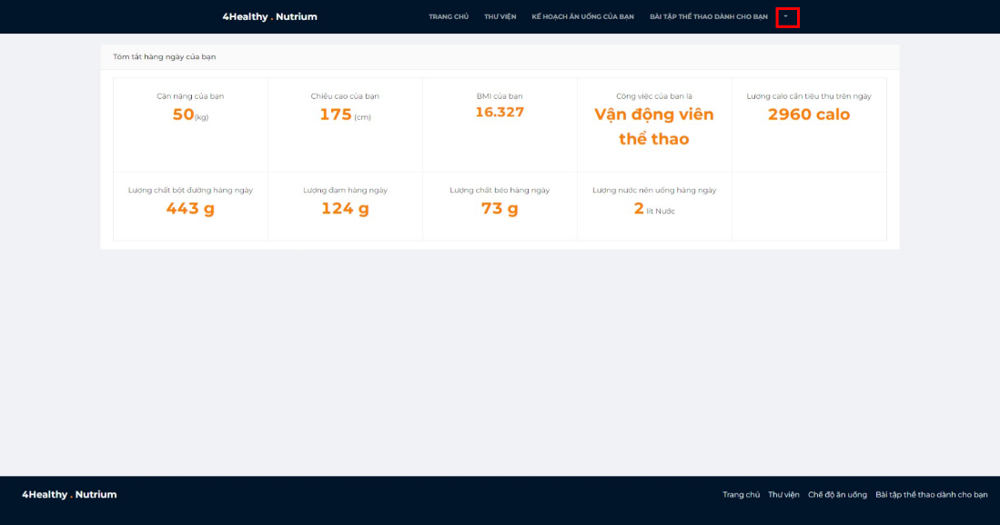 4Healthy . Nutrium
TRANG CHỦ THƯ VIỆN KẾ HOẠCH ĂN UỐNG CỦA BẠN BÀI TẬP THỂ THAO DÀNH CHO BẠN
Tóm tắt hàng ngày của bạn
Cân nặng của bạn
50(kg)
Chiều cao của bạn
175 (cm)
BMI của bạn
16.327
Công việc của bạn là
Vận động viên
thể thao
Lượng calo cần tiêu thụ trên ngày
2960 calo
Lượng chất bột đường hàng ngày
443 g
Lượng đạm hàng ngày
124 g
Lượng chất béo hàng ngày
73 g
Lượng nước nên uống hàng ngày
2 lít Nước
4Healthy . Nutrium
Trang chủ Thư viện Chế độ ăn uống Bài tập thể thao dành cho bạn